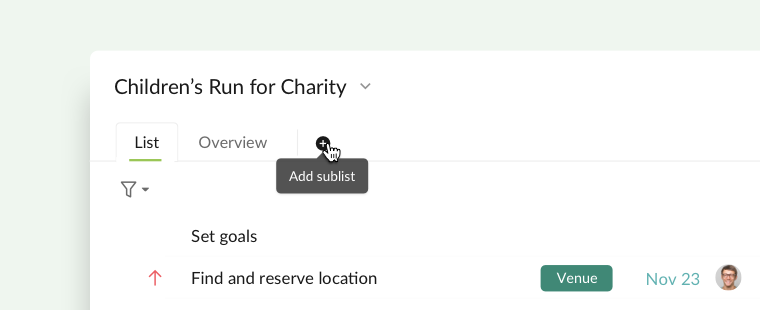 Children’s Run for Charity
List Overview
Add sublist
Set goals
Find and reserve location Venue Nov 23